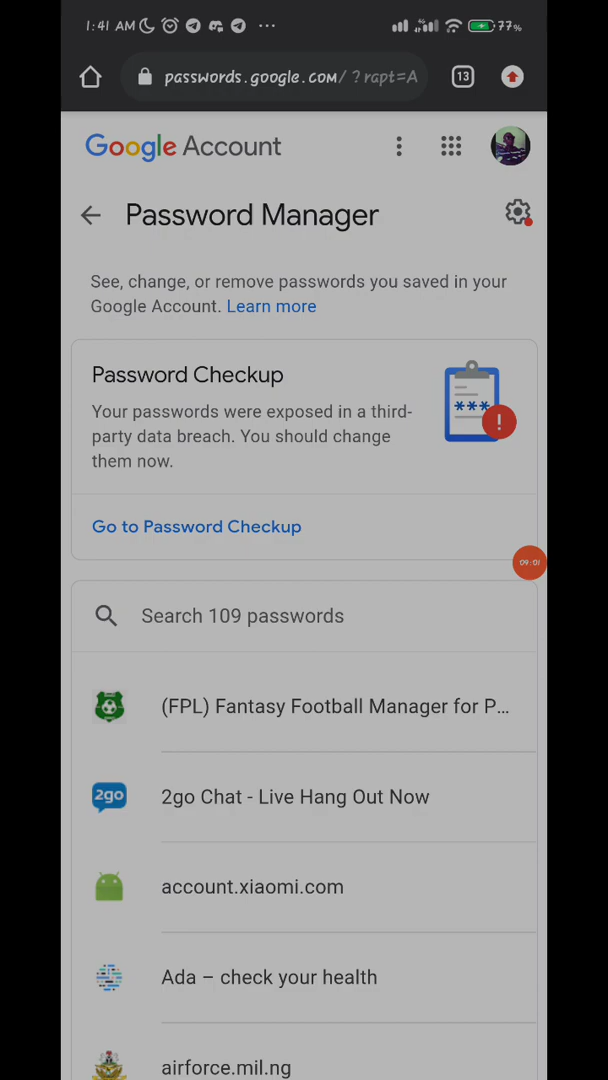 1:41 AM
77%
passwords.google.com/?rapt=A
13
Google Account
Password Manager
See, change, or remove passwords you saved in your
Google Account. Learn more
Password Checkup
Your passwords were exposed in a third-
party data breach. You should change
them now.
***
!
Go to Password Checkup
09:01
Search 109 passwords
(FPL) Fantasy Football Manager for P...
2go
2go Chat - Live Hang Out Now
account.xiaomi.com
Ada – check your health
airforce.mil.ng